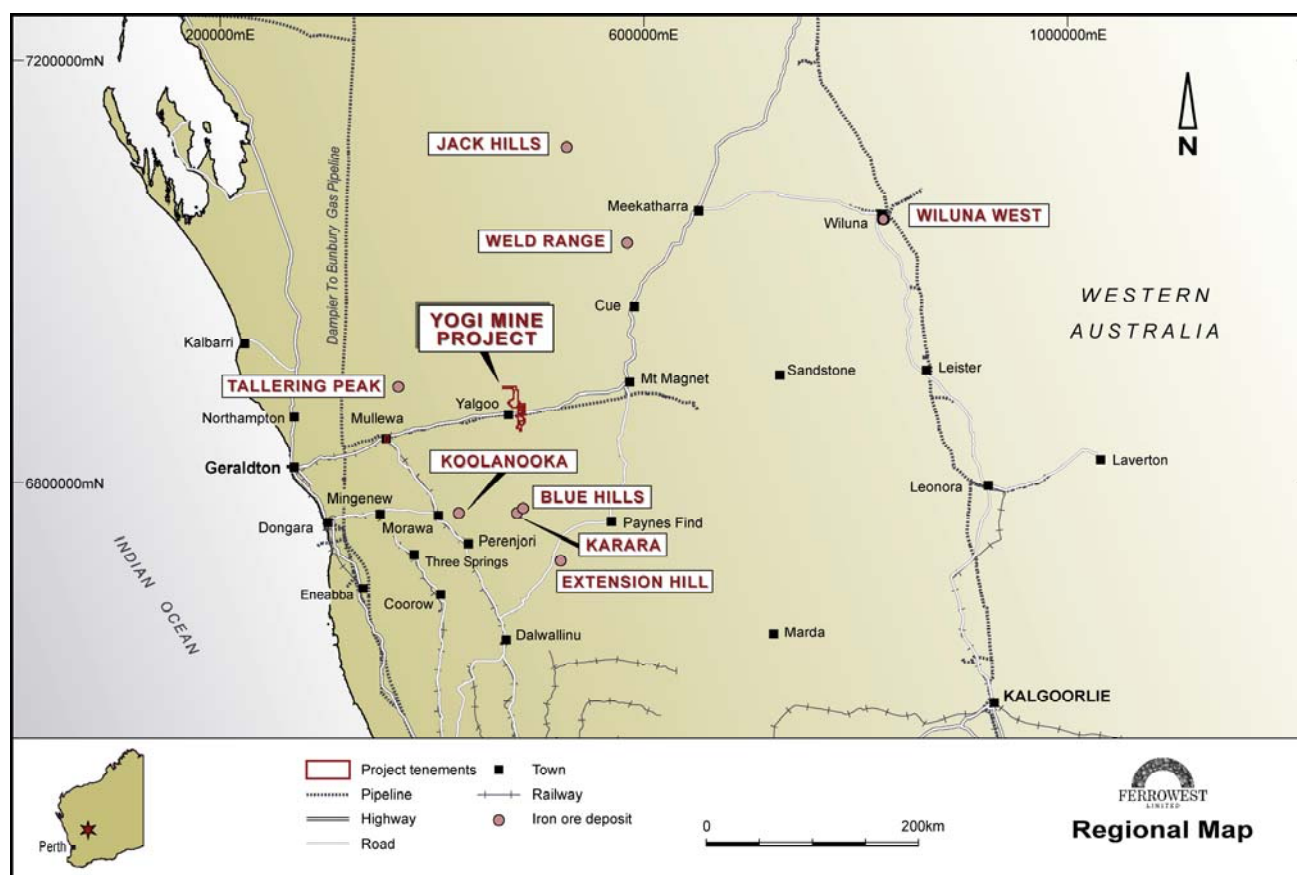 200000mE
600000mE
1000000mE
7200000mN
JACK HILLS
N
Dampier To Bunbury Gas Pipeline
Meekatharra
Wiluna
WILUNA WEST
WELD RANGE
WESTERN
AUSTRALIA
Cue
YOGI MINE
PROJECT
Kalbarri
Sandstone
Leister
TALLERING PEAK
Mt Magnet
Yalgoo
Northampton
Mullewa
Geraldton
KOOLANOOKA
Laverton
6800000mN
Leonora
Mingenew
BLUE HILLS
Dongara
Morawa
Paynes Find
KARARA
Perenjori
Three Springs
EXTENSION HILL
INDIAN OCEAN
Eneabba
Coorow
Marda
Dalwallinu
KALGOORLIE
Project tenements
Town
Pipeline
Railway
Highway
Iron ore deposit
Road
0
200km
Perth
FERROWEST
LIMITED
Regional Map